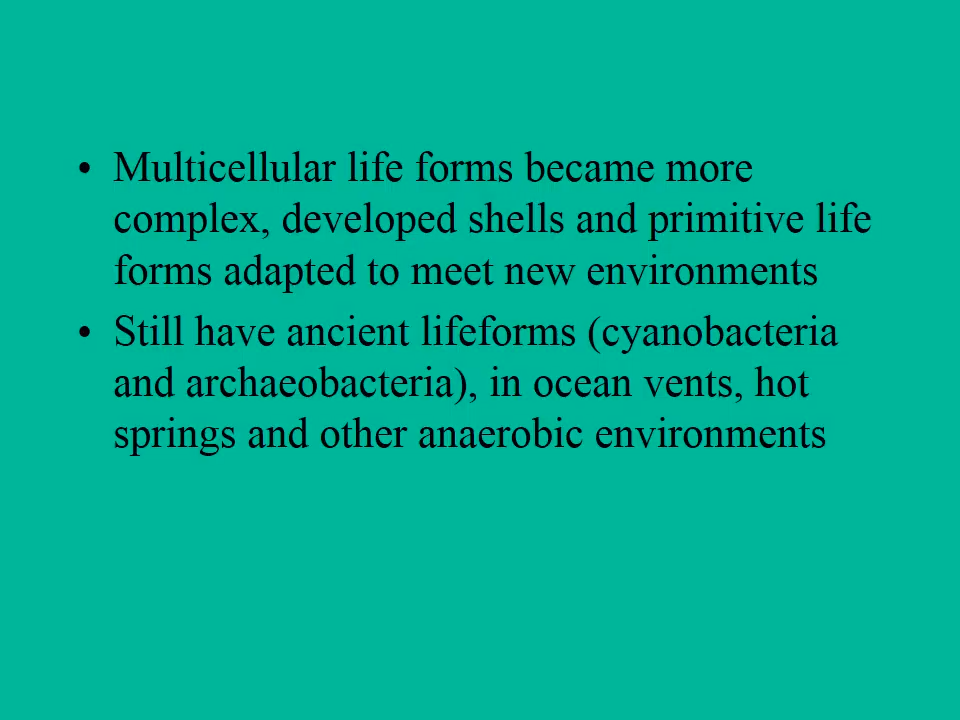 • Multicellular life forms became more
complex, developed shells and primitive life
forms adapted to meet new environments
• Still have ancient lifeforms (cyanobacteria
and archaeobacteria), in ocean vents, hot
springs and other anaerobic environments